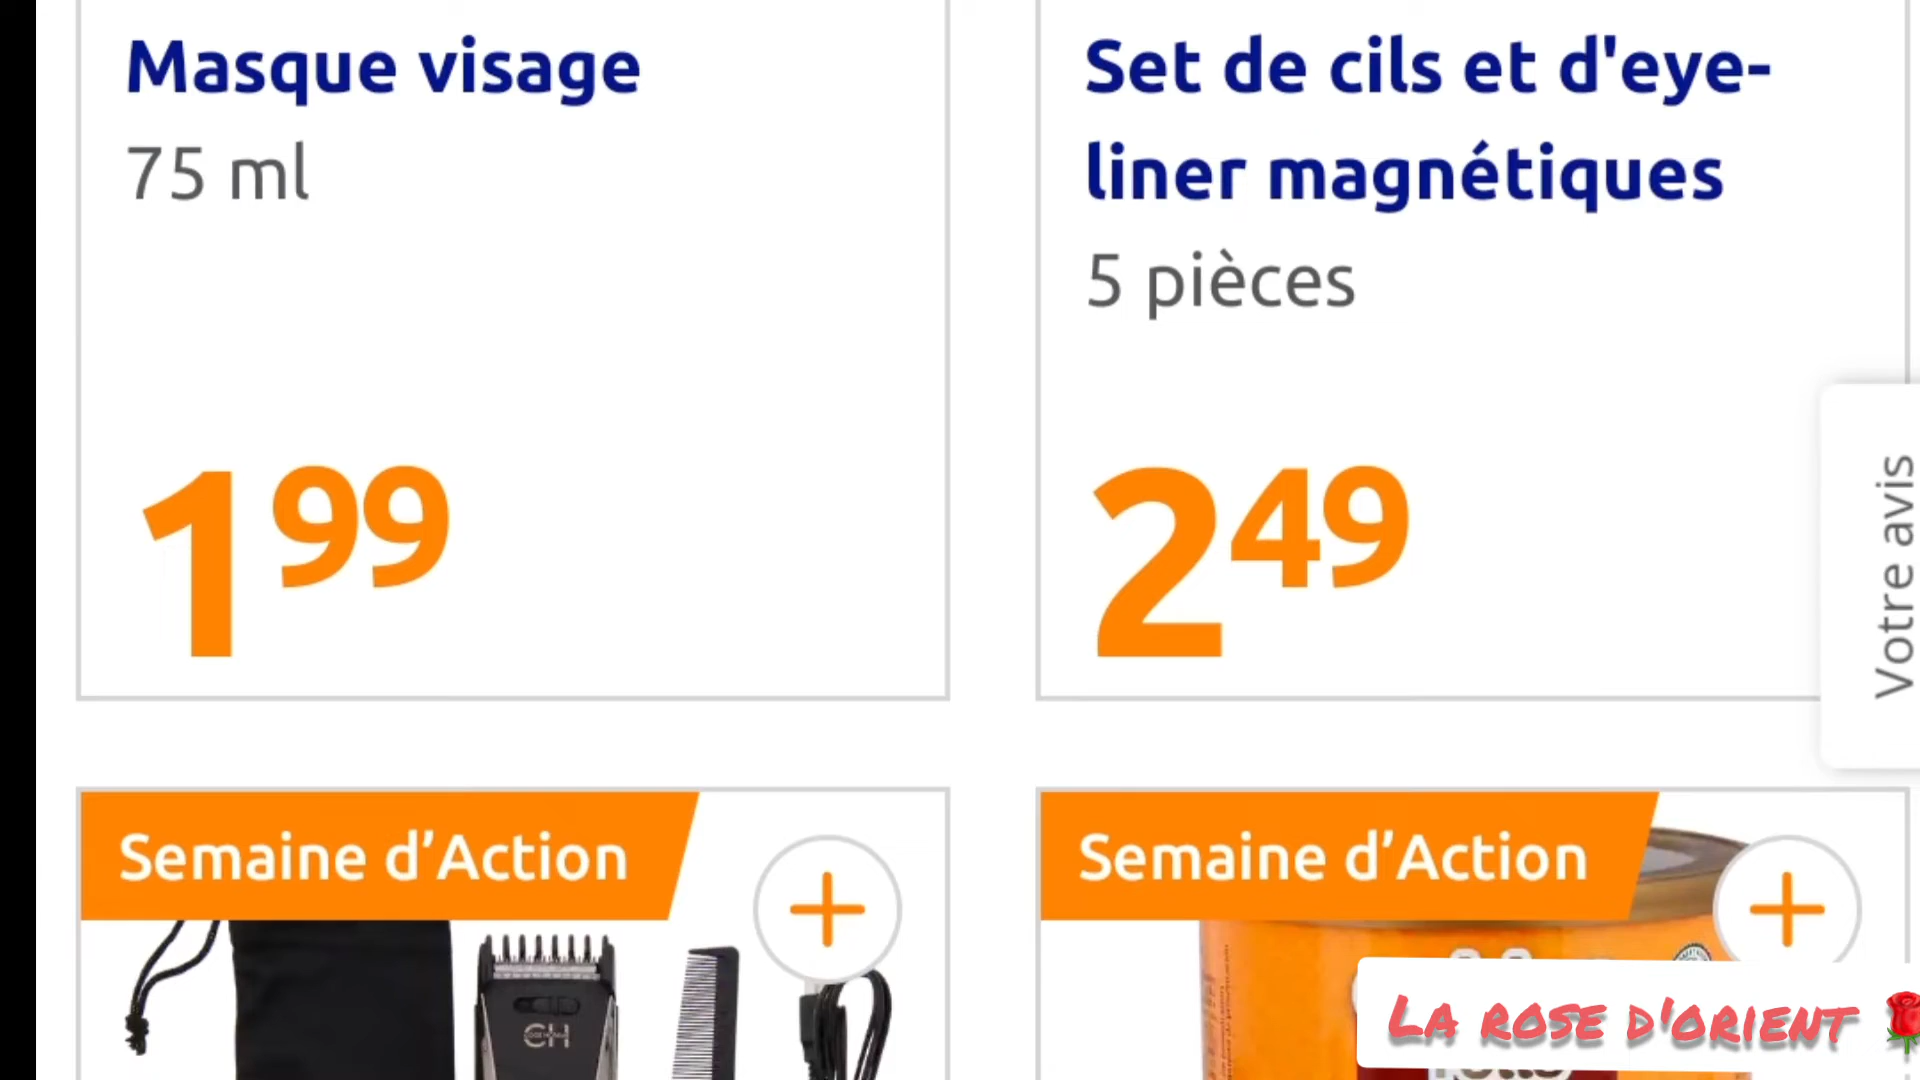 Masque visage
75 ml
199
Set de cils et d'eye-
liner magnétiques
5 pièces
249
Votre avis
Semaine d’Action
CH
Semaine d’Action
LA ROSE D'ORIENT